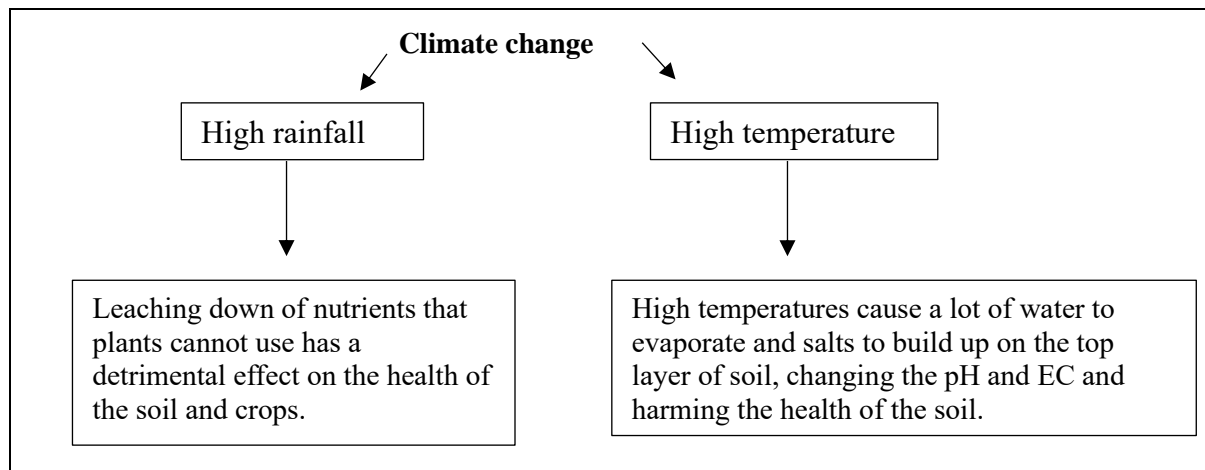 Climate change
High rainfall
High temperature
Leaching down of nutrients that
plants cannot use has a
detrimental effect on the health of
the soil and crops.
High temperatures cause a lot of water to
evaporate and salts to build up on the top
layer of soil, changing the pH and EC and
harming the health of the soil.